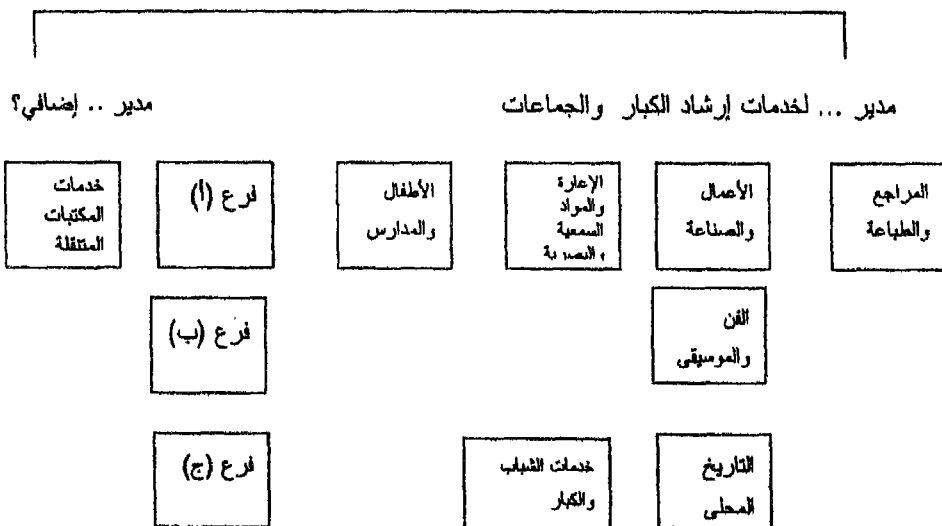 مدير ... لخدمات إرشاد الكبار والجماعات
مدير .. إضافي؟
المراجع
والطباعة
الأعمال
والصناعة
الإعارة
والمواد
السمعية
والبصرية
الأطفال
والمدارس
فرع (أ)
خدمات
المكتبات
المتنقلة
الفن
والموسيقى
فرع (ب)
التاريخ
المحلى
خدمات الشباب
والكبار
فرع (ج)